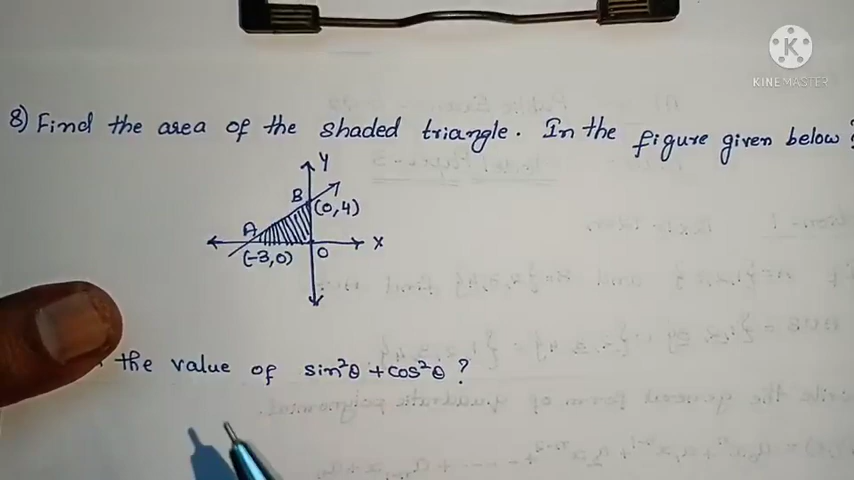 KINEMASTER
8) Find the area of the shaded triangle. In the figure given below?
Y
B
(0,4)
A
X
(-3,0)
O
the value of sin²θ + cos²θ ?